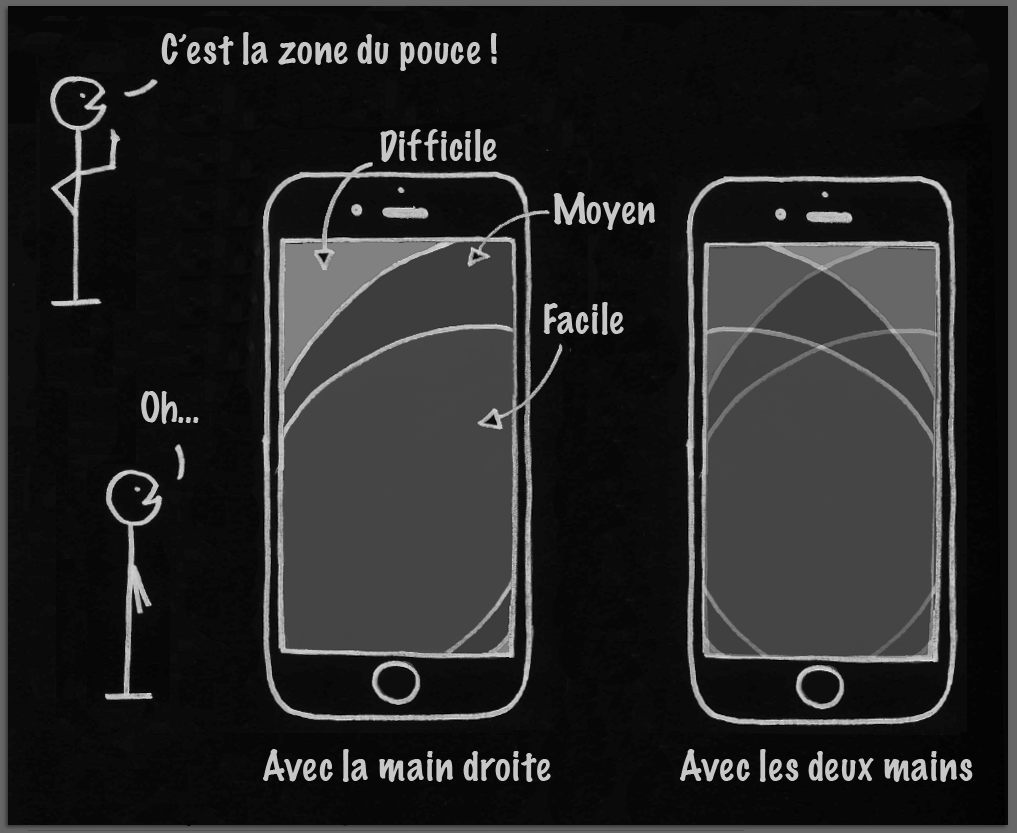 C'est la zone du pouce !
Difficile
Moyen
Facile
Oh...
Avec la main droite
Avec les deux mains